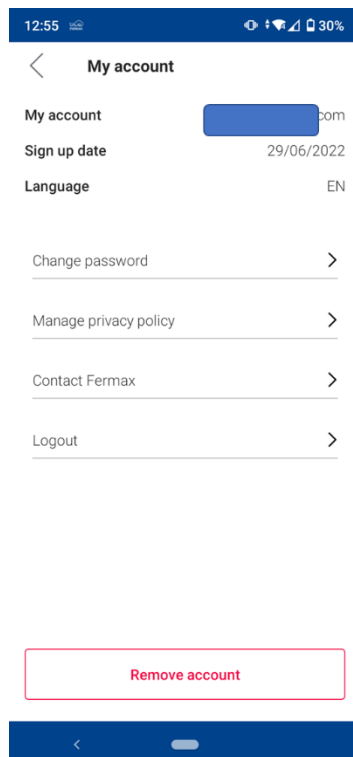 12:55 30%
My account
My account com
Sign up date 29/06/2022
Language EN
Change password
Manage privacy policy
Contact Fermax
Logout
Remove account